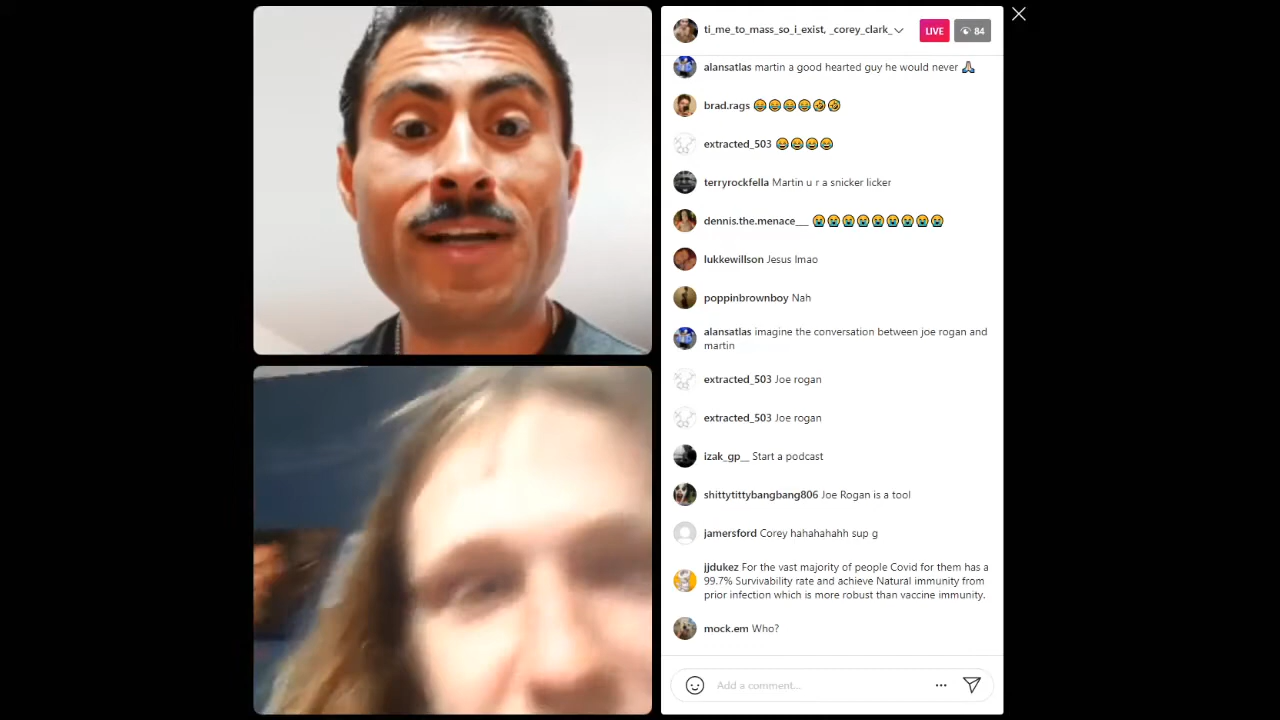 ti_me_to_mass_so_i_exist, _corey_clark_
LIVE
84
alansatlas martin a good hearted guy he would never 🙏🏻
brad.rags 😂😂😂😂🤣🤣
extracted_503 😂😂😂😂
terryrockfella Martin u r a snicker licker
dennis.the.menace___ 😭😭😭😭😭😭😭😭😭
lukkewillson Jesus lmao
poppinbrownboy Nah
alansatlas imagine the conversation between joe rogan and
martin
extracted_503 Joe rogan
extracted_503 Joe rogan
izak_gp__ Start a podcast
shittytittybangbang806 Joe Rogan is a tool
jamersford Corey hahahahahh sup g
jjdukez For the vast majority of people Covid for them has a
99.7% Survivability rate and achieve Natural immunity from
prior infection which is more robust than vaccine immunity.
mock.em Who?
Add a comment...